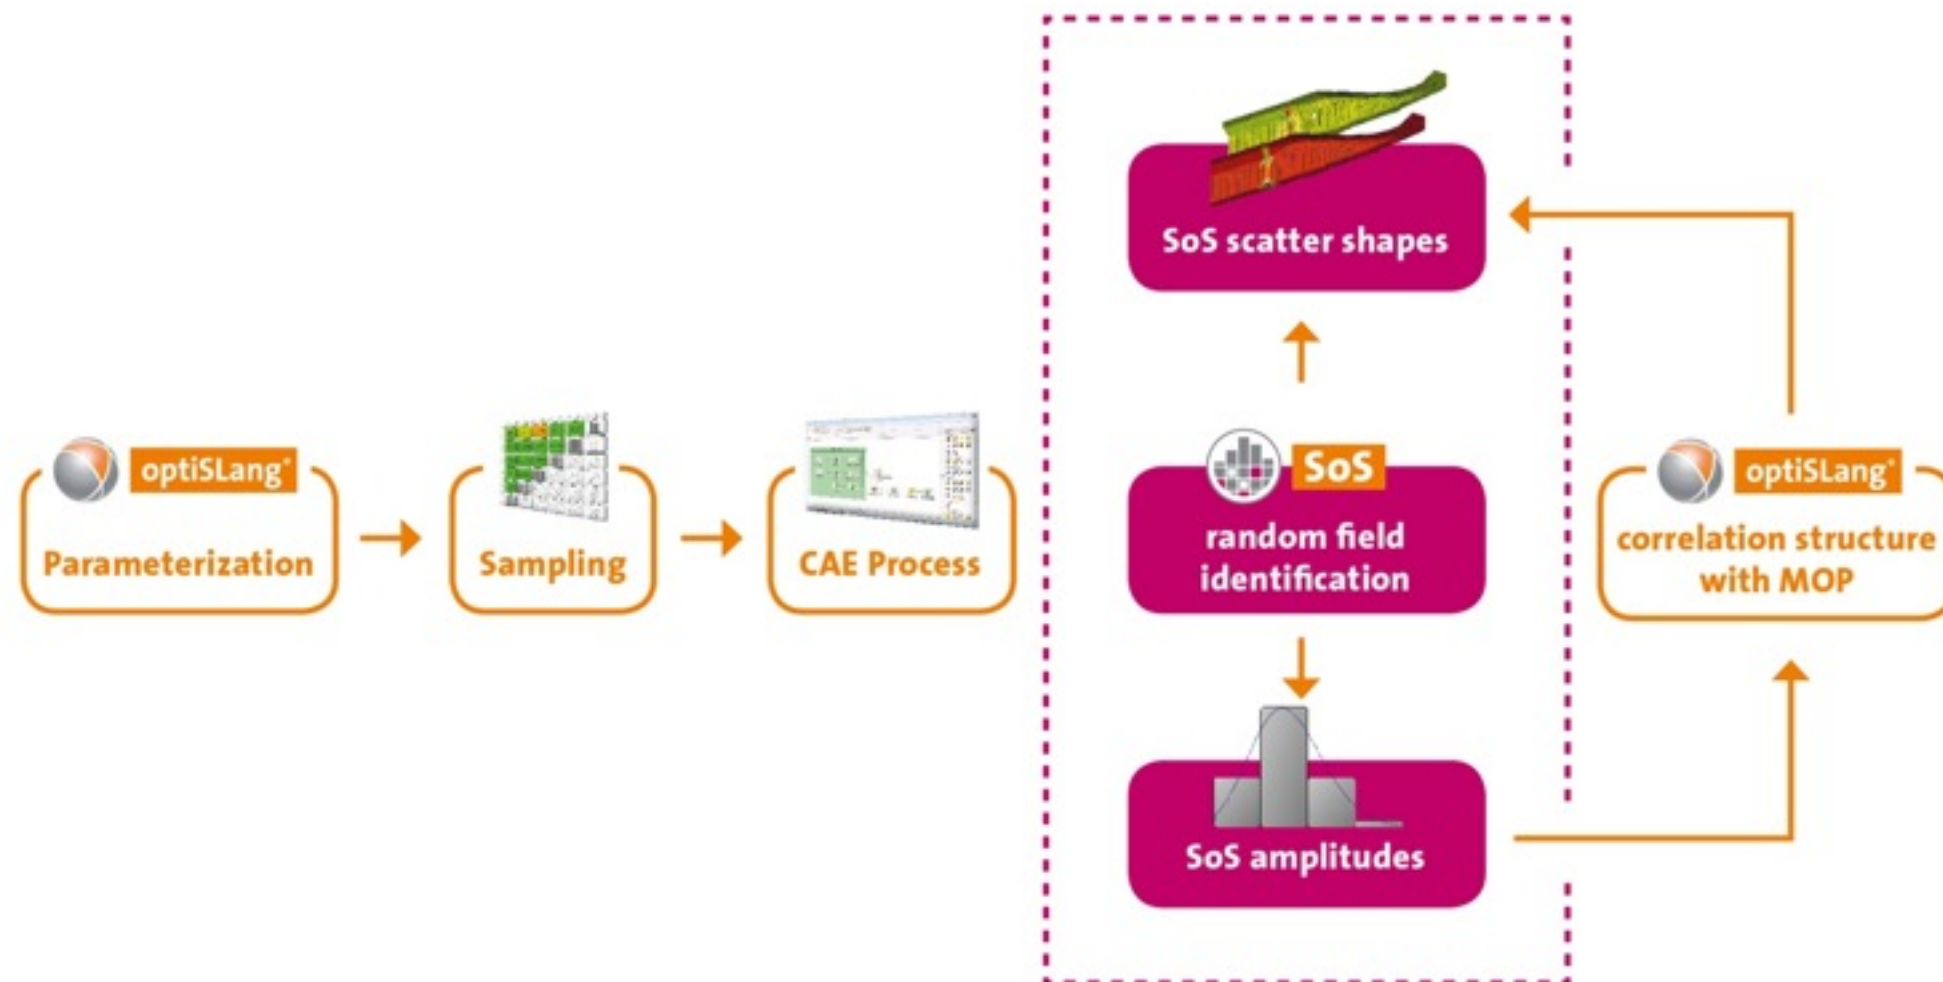 optiSLang®
Parameterization
Sampling
CAE Process
SoS scatter shapes
SoS
random field
identification
SoS amplitudes
optiSLang®
correlation structure
with MOP